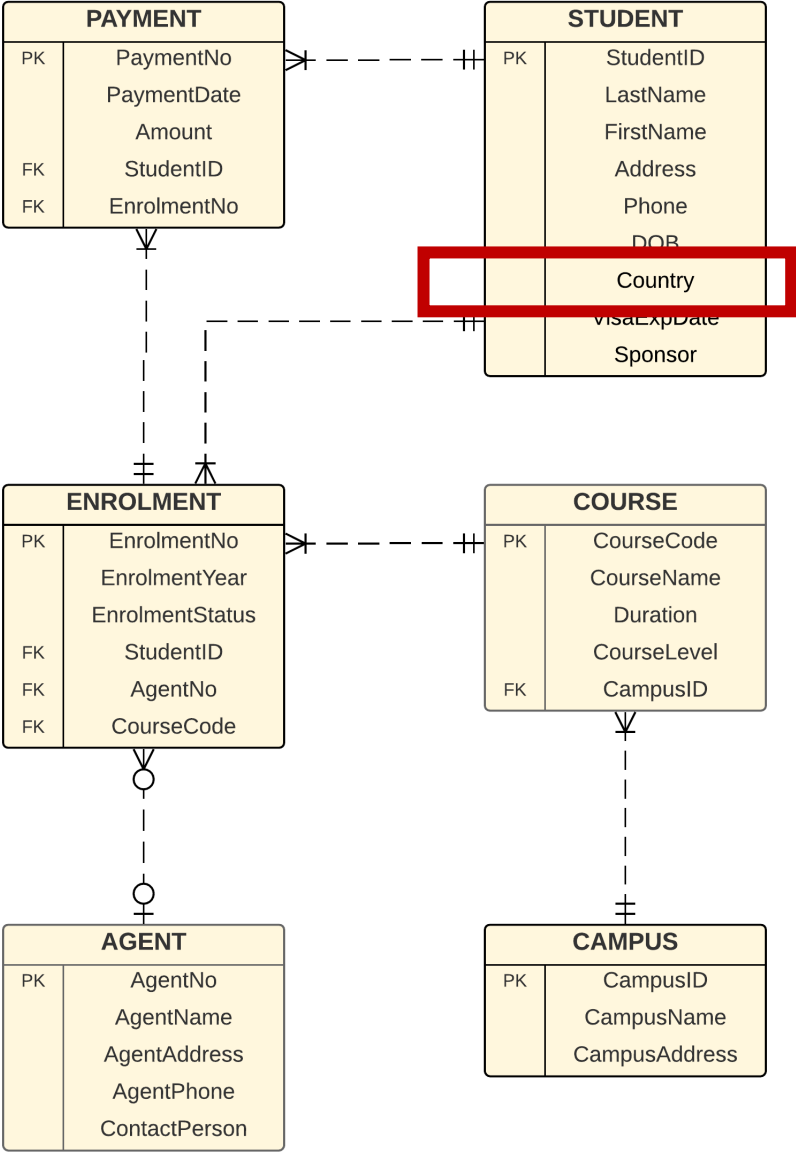 PAYMENT
PK PaymentNo
PaymentDate
Amount
FK StudentID
FK EnrolmentNo
STUDENT
PK StudentID
LastName
FirstName
Address
Phone
DOB
Country
VisaExpDate
Sponsor
ENROLMENT
PK EnrolmentNo
EnrolmentYear
EnrolmentStatus
FK StudentID
FK AgentNo
FK CourseCode
COURSE
PK CourseCode
CourseName
Duration
CourseLevel
FK CampusID
AGENT
PK AgentNo
AgentName
AgentAddress
AgentPhone
ContactPerson
CAMPUS
PK CampusID
CampusName
CampusAddress